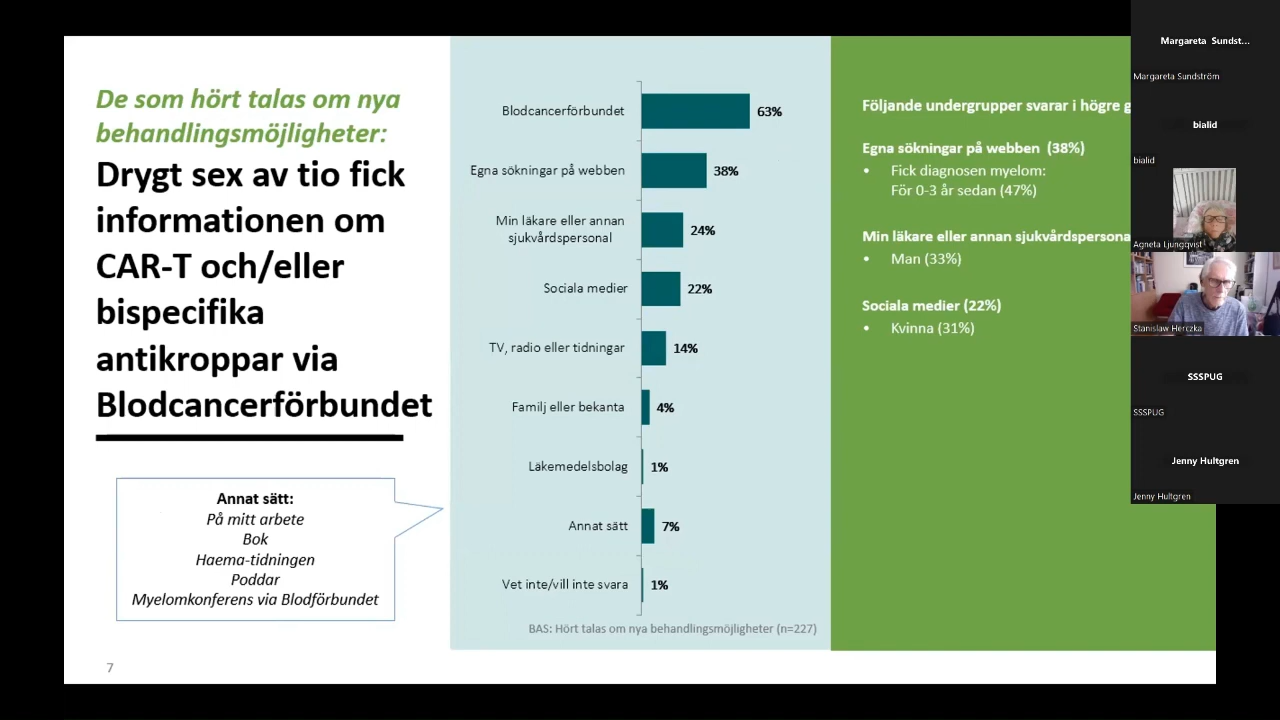 De som hört talas om nya
behandlingsmöjligheter:
Drygt sex av tio fick
informationen om
CAR-T och/eller
bispecifika
antikroppar via
Blodcancerförbundet
Annat sätt:
På mitt arbete
Bok
Haema-tidningen
Poddar
Myelomkonferens via Blodförbundet
7
Blodcancerförbundet 63%
Egna sökningar på webben 38%
Min läkare eller annan
sjukvårdspersonal 24%
Sociala medier 22%
TV, radio eller tidningar 14%
Familj eller bekanta 4%
Läkemedelsbolag 1%
Annat sätt 7%
Vet inte/vill inte svara 1%
BAS: Hört talas om nya behandlingsmöjligheter (n=227)
Följande undergrupper svarar i högre g
Egna sökningar på webben (38%)
• Fick diagnosen myelom:
För 0-3 år sedan (47%)
Min läkare eller annan sjukvårdspersona
• Man (33%)
Sociala medier (22%)
• Kvinna (31%)
Margareta Sundst...
Margareta Sundström
bialid
bialid
Agneta Ljungqvist
Stanislaw Herczka
SSSPUG
SSSPUG
Jenny Hultgren
Jenny Hultgren